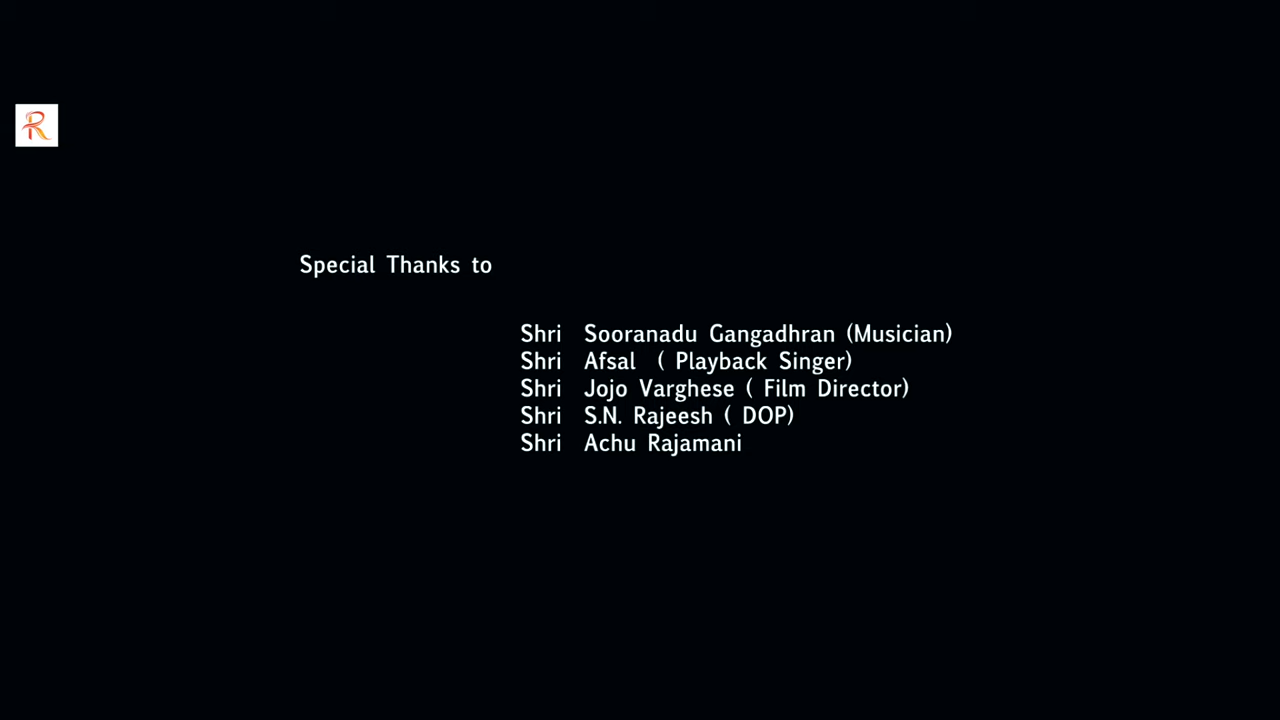 R
Special Thanks to
Shri Sooranadu Gangadhran (Musician)
Shri Afsal ( Playback Singer)
Shri Jojo Varghese ( Film Director)
Shri S.N. Rajeesh ( DOP)
Shri Achu Rajamani